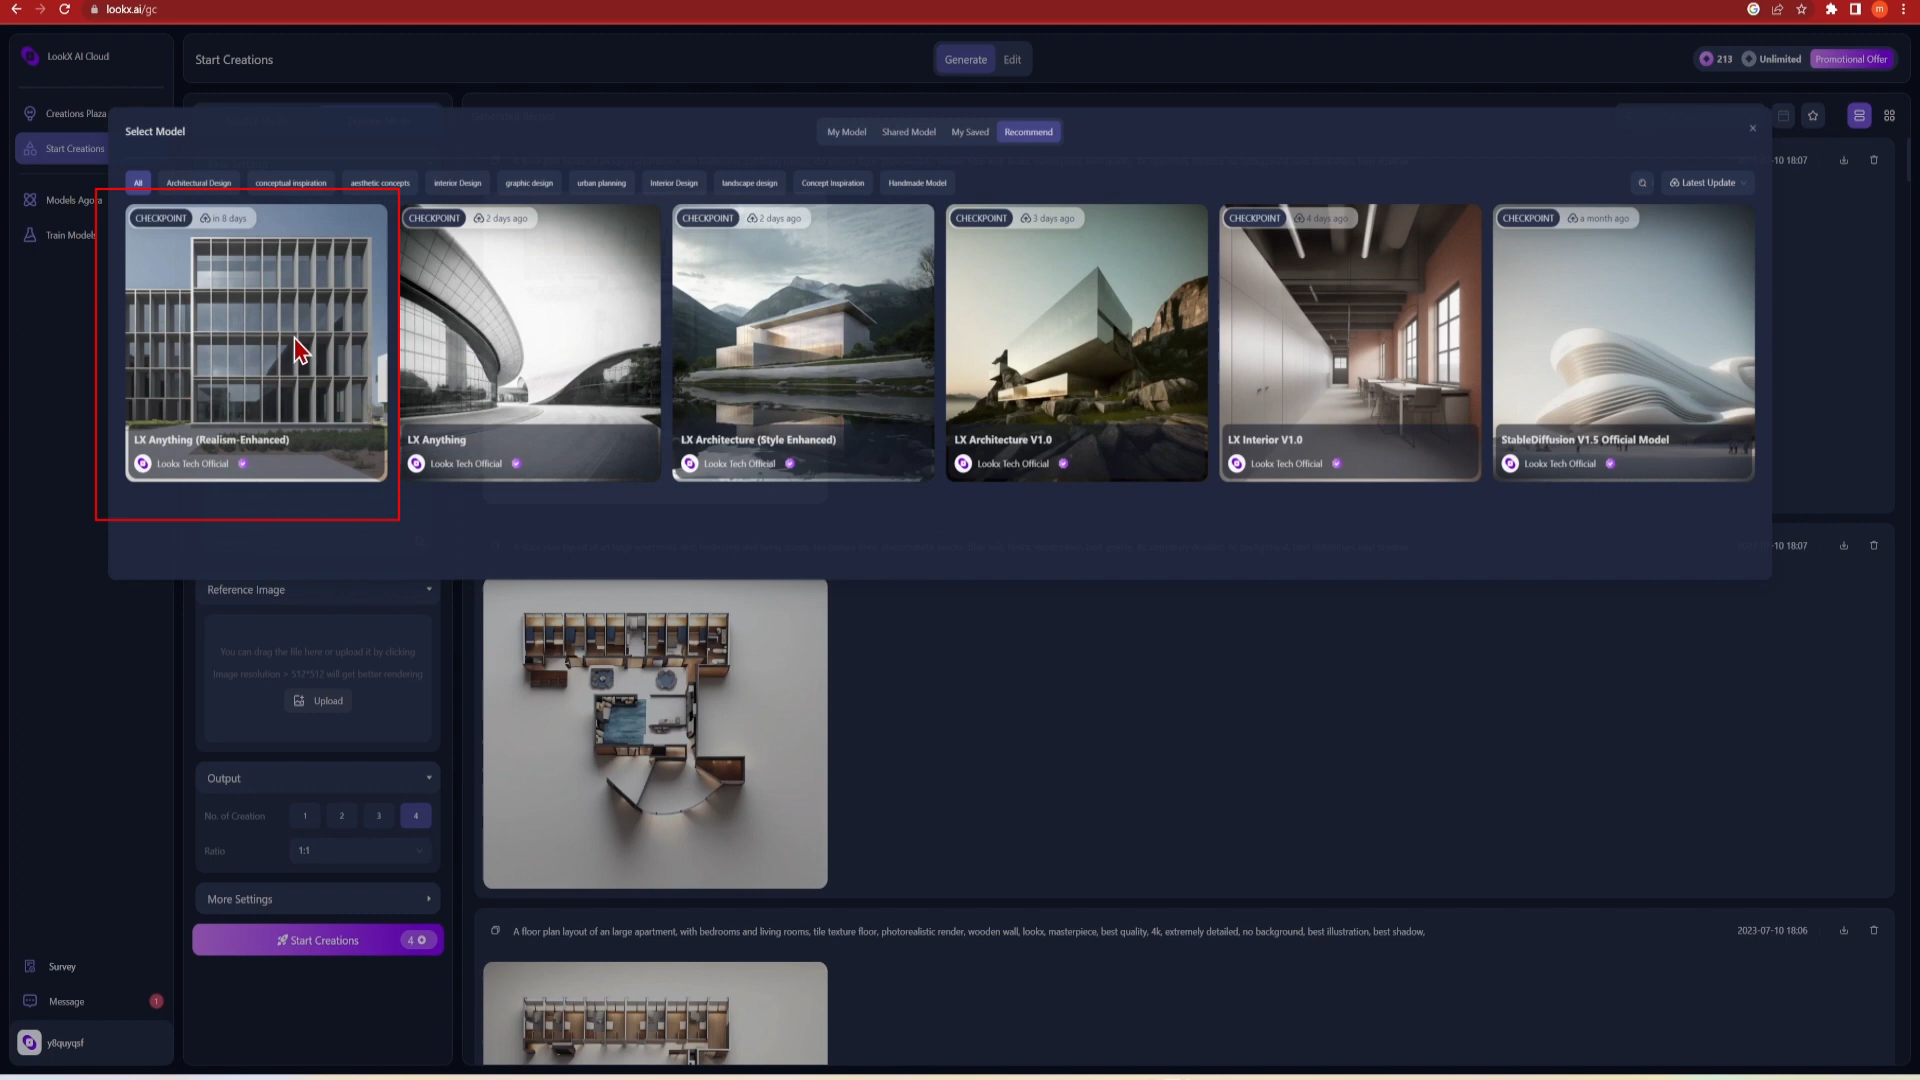 lookx.ai/gc
m
LookX AI Cloud
Start Creations
Generate
Edit
213
Unlimited
Promotional Offer
Creations Plaza
Start Creations
Models Agora
Train Models
Select Model
My Model
Shared Model
My Saved
Recommend
All
Architectural Design
conceptual inspiration
aesthetic concepts
interior Design
graphic design
urban planning
Interior Design
landscape design
Concept Inspiration
Handmade Model
Latest Update
-10 18:07
CHECKPOINT
in 8 days
LX Anything (Realism-Enhanced)
Lookx Tech Official
CHECKPOINT
2 days ago
LX Anything
Lookx Tech Official
CHECKPOINT
2 days ago
LX Architecture (Style Enhanced)
Lookx Tech Official
CHECKPOINT
3 days ago
LX Architecture V1.0
Lookx Tech Official
CHECKPOINT
4 days ago
LX Interior V1.0
Lookx Tech Official
CHECKPOINT
a month ago
StableDiffusion V1.5 Official Model
Lookx Tech Official
-10 18:07
Reference Image
You can drag the file here or upload it by clicking
Image resolution > 512*512 will get better rendering
Upload
Output
No. of Creation
1
2
3
4
Ratio
1:1
More Settings
Start Creations
4
A floor plan layout of an large apartment, with bedrooms and living rooms, tile texture floor, photorealistic render, wooden wall, lookx, masterpiece, best quality, 4k, extremely detailed, no background, best illustration, best shadow,
2023-07-10 18:06
Survey
Message
1
y8quyqsf